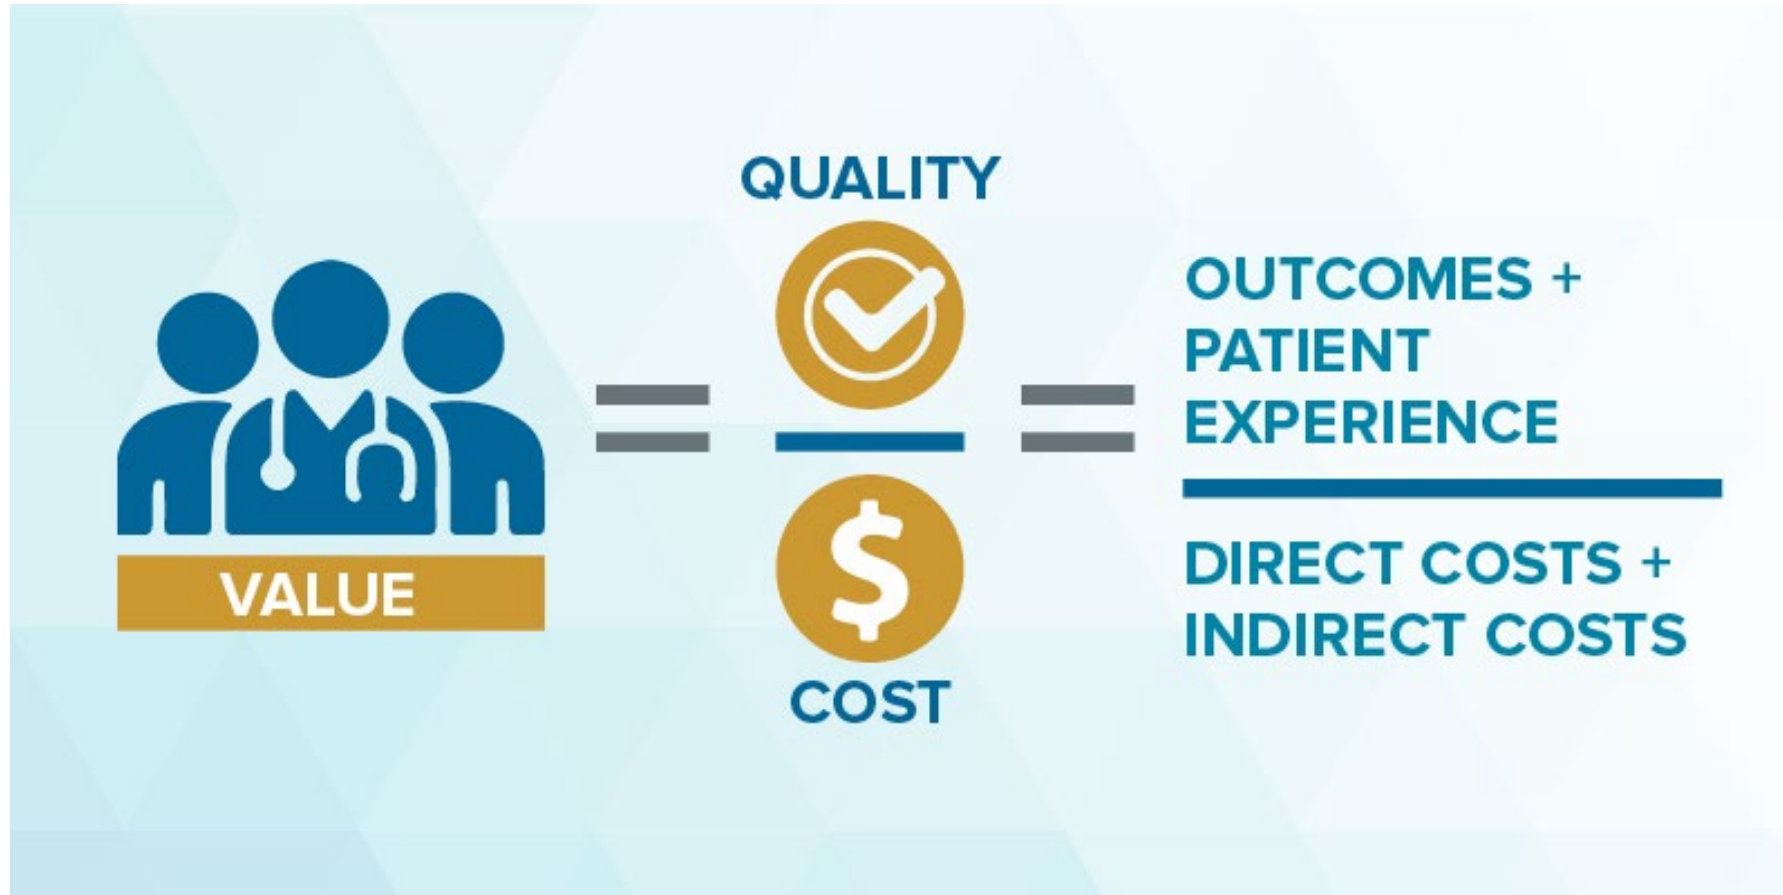 VALUE
=
QUALITY
$
COST
=
OUTCOMES +
PATIENT
EXPERIENCE
DIRECT COSTS +
INDIRECT COSTS